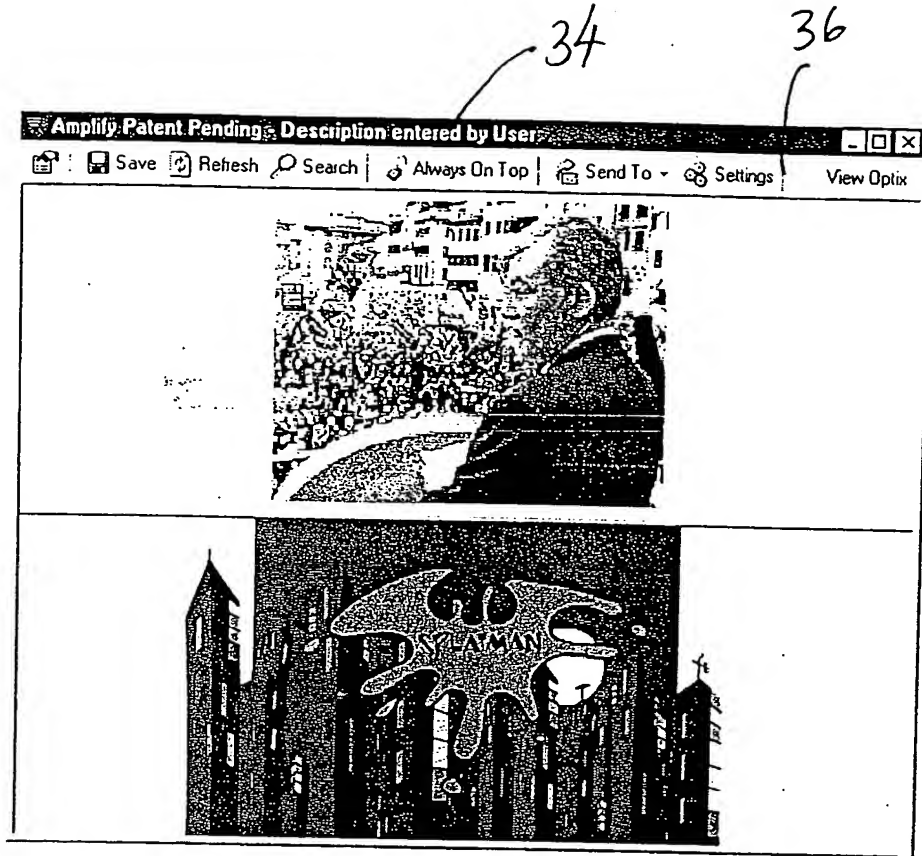 34 36
Amplify Patent Pending - Description entered by User
Save Refresh Search Always On Top Send To Settings View Optix